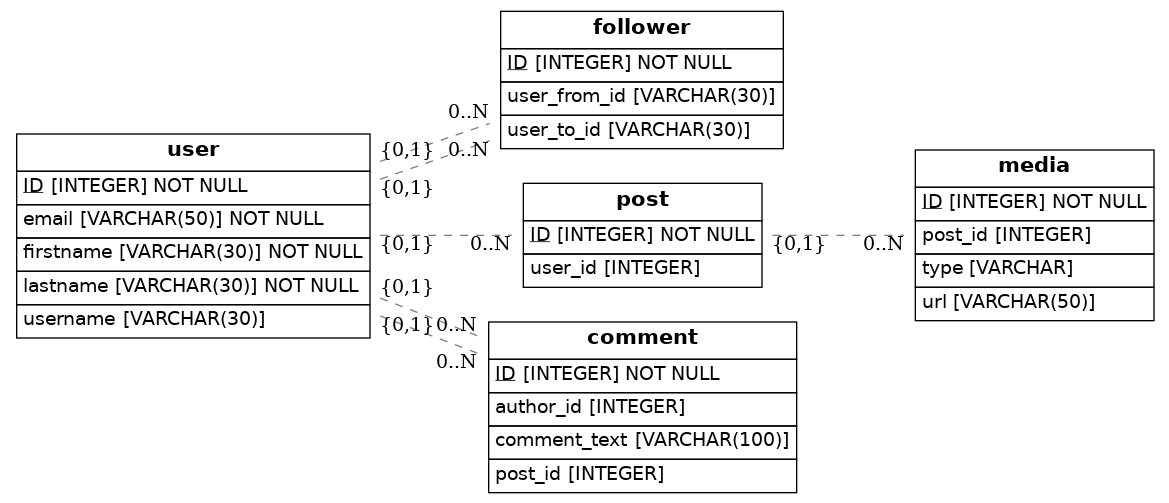 follower
ID [INTEGER] NOT NULL
user_from_id [VARCHAR(30)]
user_to_id [VARCHAR(30)]
0..N
{0,1}
0..N
{0,1}
user
ID [INTEGER] NOT NULL
email [VARCHAR(50)] NOT NULL
firstname [VARCHAR(30)] NOT NULL
lastname [VARCHAR(30)] NOT NULL
username [VARCHAR(30)]
{0,1}
0..N
post
ID [INTEGER] NOT NULL
user_id [INTEGER]
{0,1}
0..N
media
ID [INTEGER] NOT NULL
post_id [INTEGER]
type [VARCHAR]
url [VARCHAR(50)]
{0,1}
{0,1}
0..N
0..N
comment
ID [INTEGER] NOT NULL
author_id [INTEGER]
comment_text [VARCHAR(100)]
post_id [INTEGER]